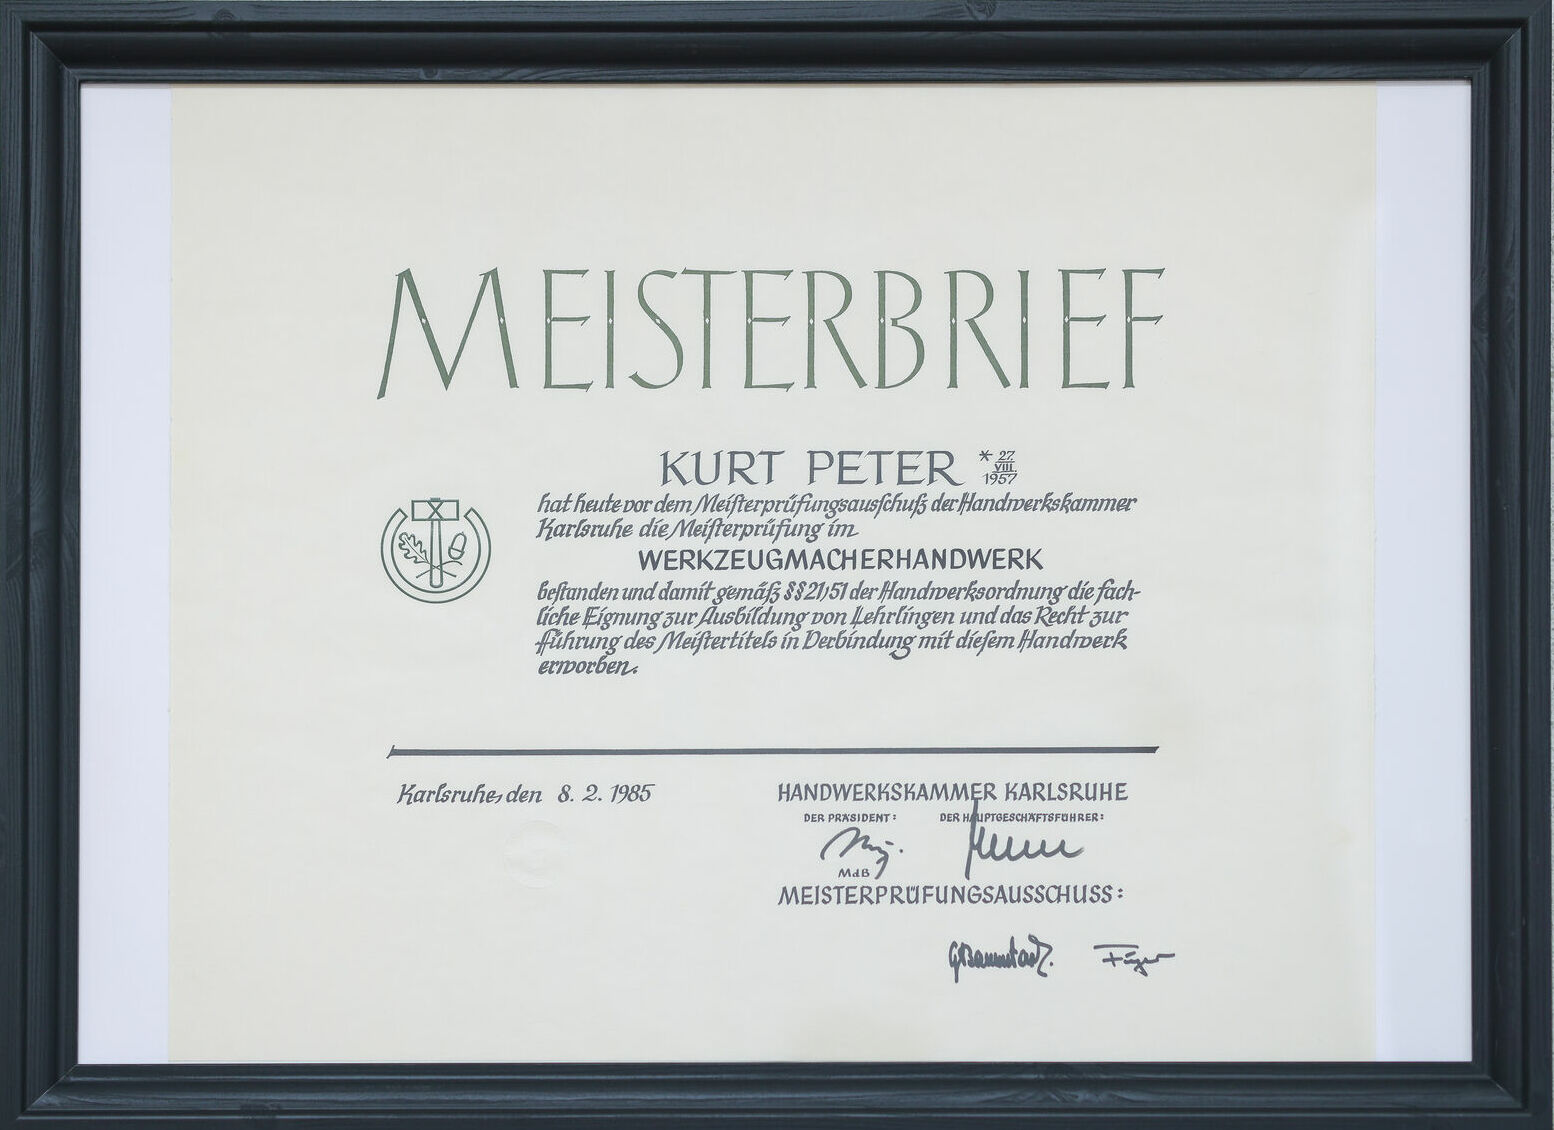 MEISTERBRIEF
KURT PETER * 27. VIII. 1957
hat heute vor dem Meiſterprüfungsausſchuß der Handwerkskammer
Karlsruhe die Meiſterprüfung im
WERKZEUGMACHERHANDWERK
beſtanden und damit gemäß §§ 21/51 der Handwerksordnung die fach-
liche Eignung zur Ausbildung von Lehrlingen und das Recht zur
Führung des Meiſtertitels in Verbindung mit dieſem Handwerk
erworben.
Karlsruhe, den 8. 2. 1985
HANDWERKSKAMMER KARLSRUHE
DER PRÄSIDENT: DER HAUPTGESCHÄFTSFÜHRER:
MdB
MEISTERPRÜFUNGSAUSSCHUSS: